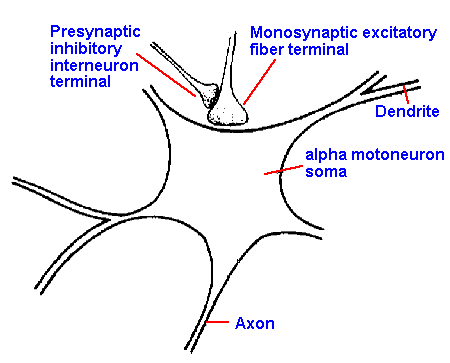 Presynaptic
inhibitory
interneuron
terminal
Monosynaptic excitatory
fiber terminal
Dendrite
alpha motoneuron
soma
Axon